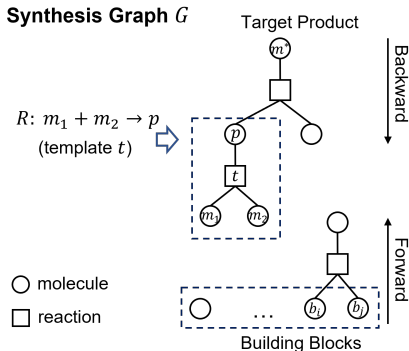 Synthesis Graph G
Target Product
m*
Backward
R: m₁ + m₂ → p
(template t)
p
t
m₁ m₂
Forward
molecule
reaction
... bᵢ bⱼ
Building Blocks